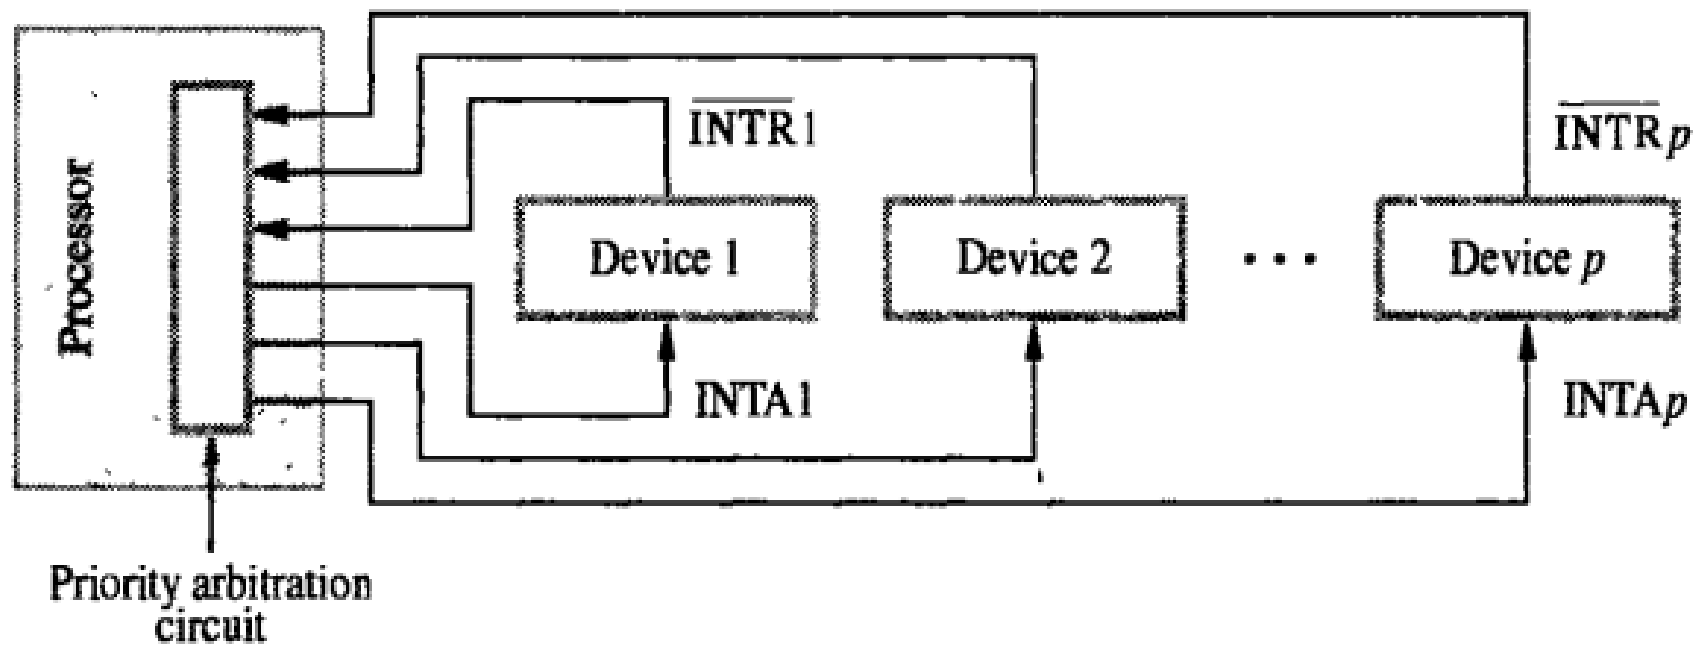 Processor
INTR1
INTRp
Device 1
Device 2
• • •
Device p
INTA1
INTAp
Priority arbitration
circuit